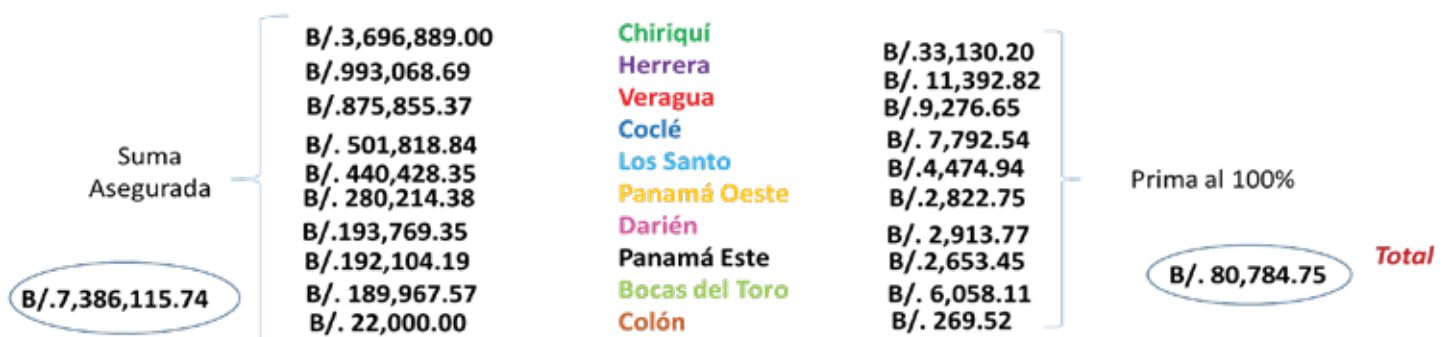 B/.3,696,889.00 Chiriquí B/.33,130.20
B/.993,068.69 Herrera B/. 11,392.82
B/.875,855.37 Veragua B/.9,276.65
B/. 501,818.84 Coclé B/. 7,792.54
Suma Asegurada
B/. 440,428.35 Los Santo B/.4,474.94
Prima al 100%
B/. 280,214.38 Panamá Oeste B/.2,822.75
B/.193,769.35 Darién B/. 2,913.77
B/.192,104.19 Panamá Este B/.2,653.45
Total
B/.7,386,115.74 B/. 189,967.57 Bocas del Toro B/. 6,058.11 B/. 80,784.75
B/. 22,000.00 Colón B/. 269.52